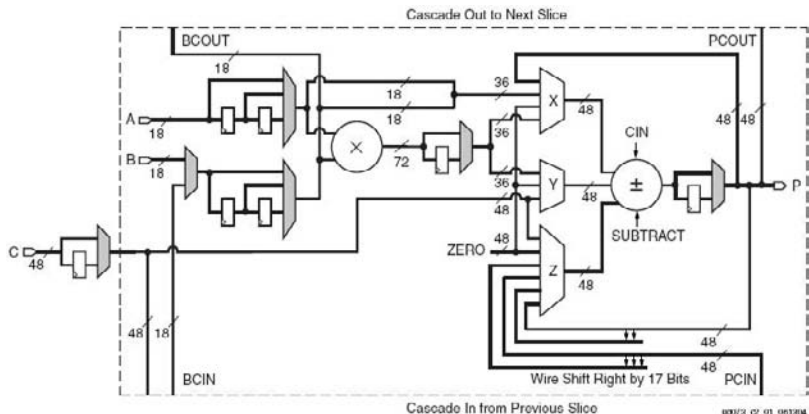 Cascade Out to Next Slice
BCOUT
PCOUT
18
18
36
A
18
18
X
48
48
48
CIN
36
×
B
18
72
36
Y
48
±
P
48
SUBTRACT
C
48
48
ZERO
Z
48
48
18
48
Wire Shift Right by 17 Bits
48
BCIN
PCIN
Cascade In from Previous Slice